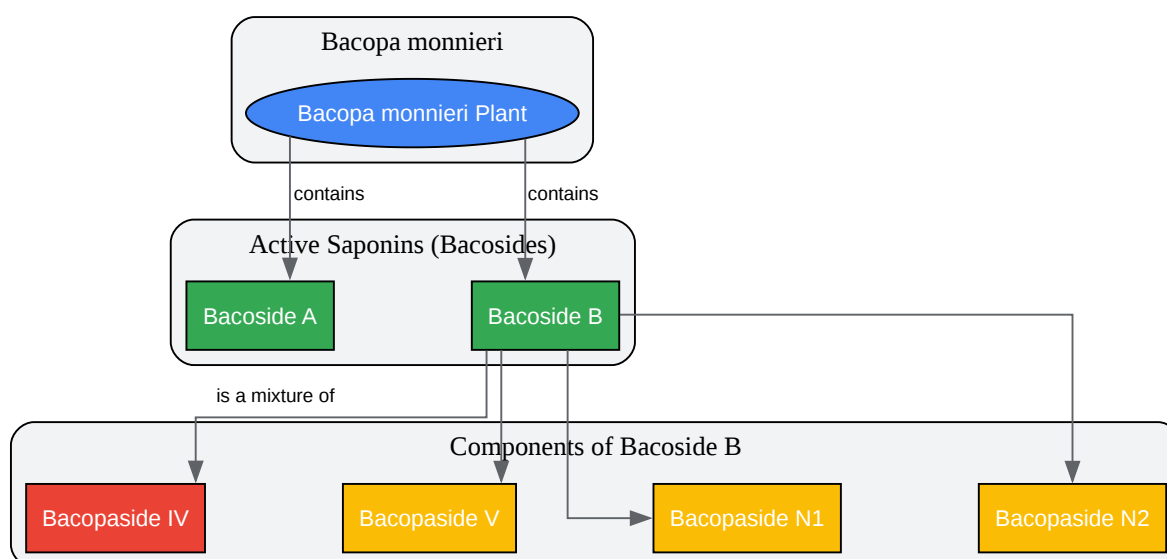 Bacopa monnieri
Bacopa monnieri Plant
contains
contains
Active Saponins (Bacosides)
Bacoside A
Bacoside B
is a mixture of
Components of Bacoside B
Bacopaside IV
Bacopaside V
Bacopaside N1
Bacopaside N2